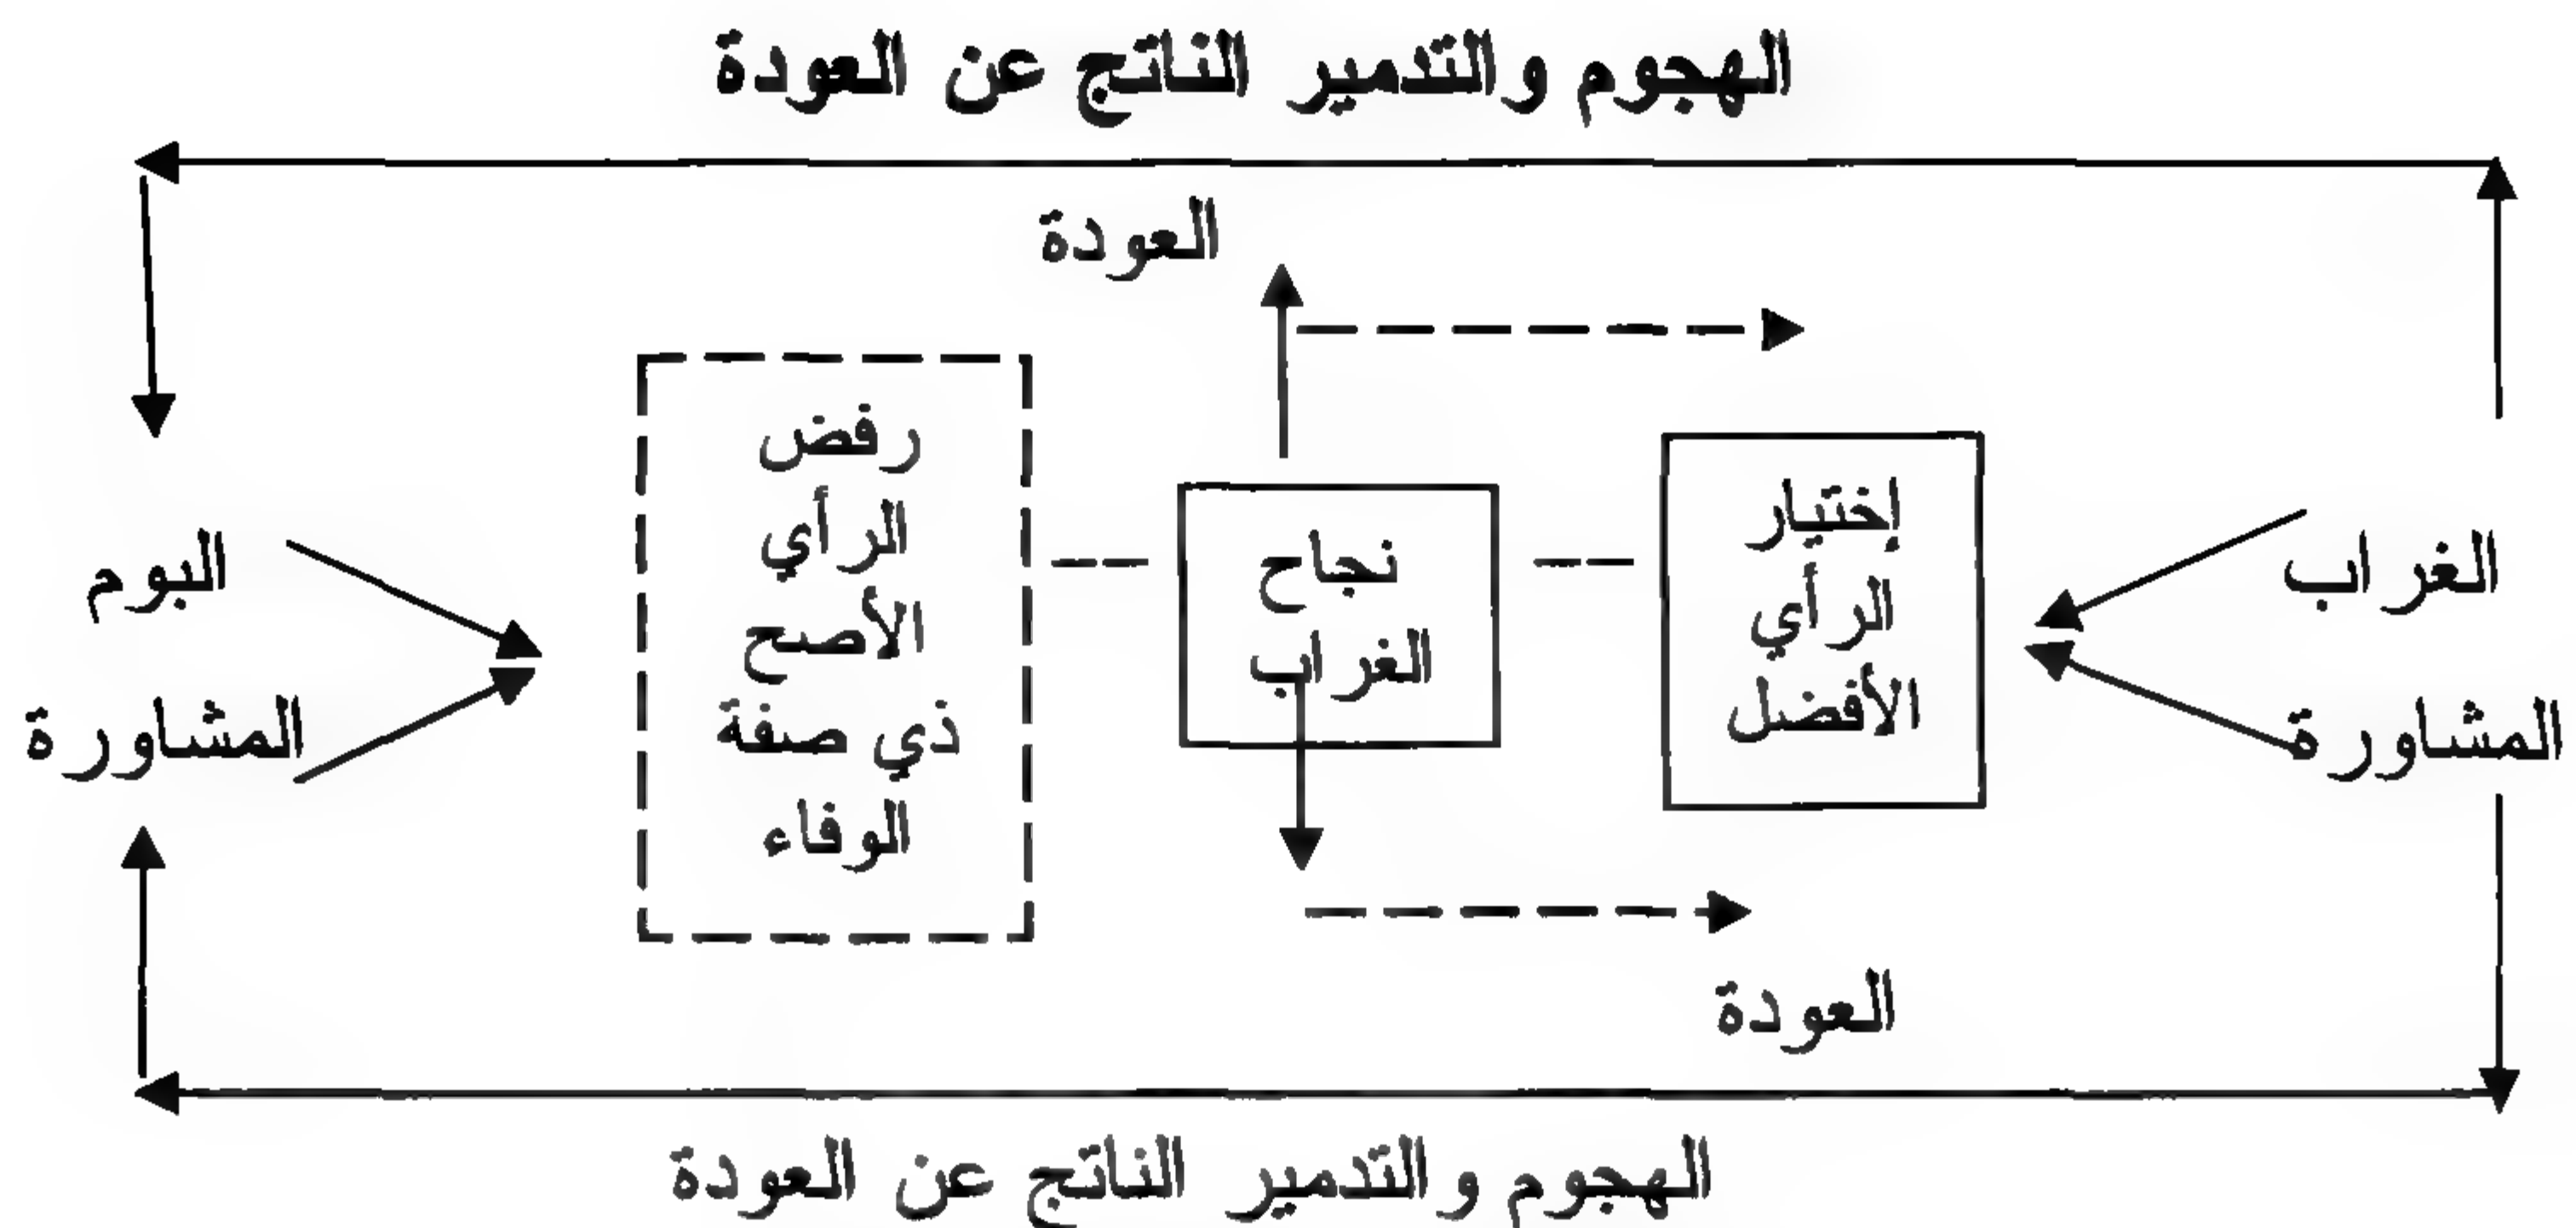 الهجوم والتدمير الناتج عن العودة
العودة
الغراب
المشاورة
إختيار
الرأي
الأفضل
نجاح
الغراب
رفض
الرأي
الأصح
ذي صفة
الوفاء
البوم
المشاورة
العودة
الهجوم والتدمير الناتج عن العودة